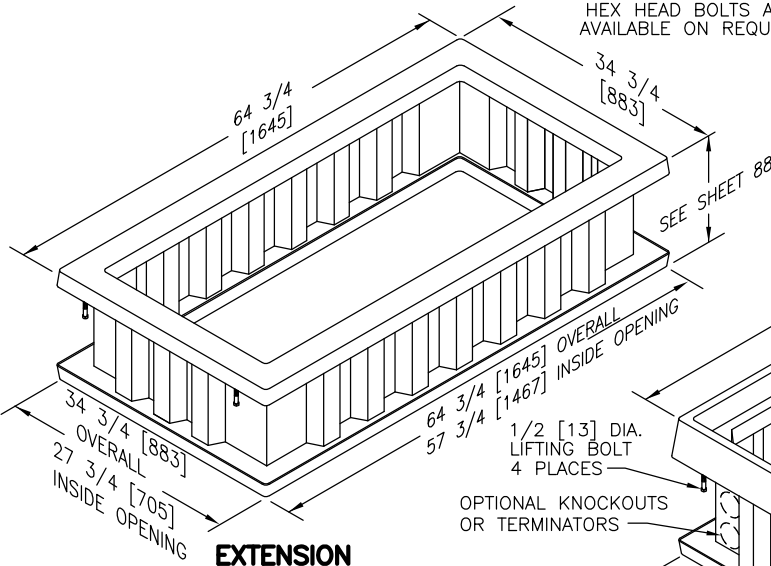 HEX HEAD BOLTS A
AVAILABLE ON REQU
64 3/4
[1645]
34 3/4
[883]
SEE SHEET 88
64 3/4 [1645] OVERALL
57 3/4 [1467] INSIDE OPENING
34 3/4 [883]
OVERALL
27 3/4 [705]
INSIDE OPENING
1/2 [13] DIA.
LIFTING BOLT
4 PLACES
OPTIONAL KNOCKOUTS
OR TERMINATORS
EXTENSION